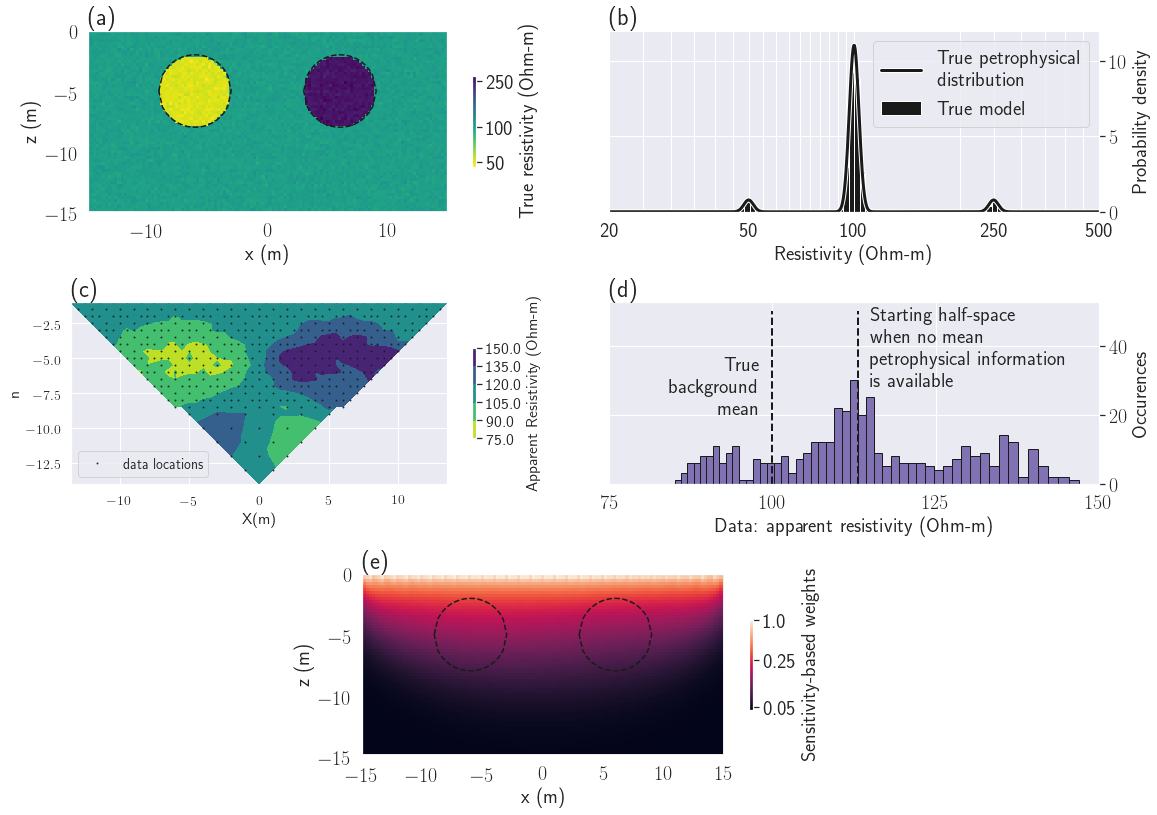 (a)
0
−5
−10
−15
z (m)
−10
0
10
x (m)
250
100
50
True resistivity (Ohm-m)
(b)
True petrophysical
distribution
True model
10
5
0
Probability density
20
50
100
250
500
Resistivity (Ohm-m)
(c)
−2.5
−5.0
−7.5
−10.0
−12.5
n
data locations
−10
−5
0
5
10
X(m)
150.0
135.0
120.0
105.0
90.0
75.0
Apparent Resistivity (Ohm-m)
(d)
True
background
mean
Starting half-space
when no mean
petrophysical information
is available
40
20
0
Occurences
75
100
125
150
Data: apparent resistivity (Ohm-m)
(e)
0
−5
−10
−15
z (m)
−15
−10
−5
0
5
10
15
x (m)
1.0
0.25
0.05
Sensitivity-based weights